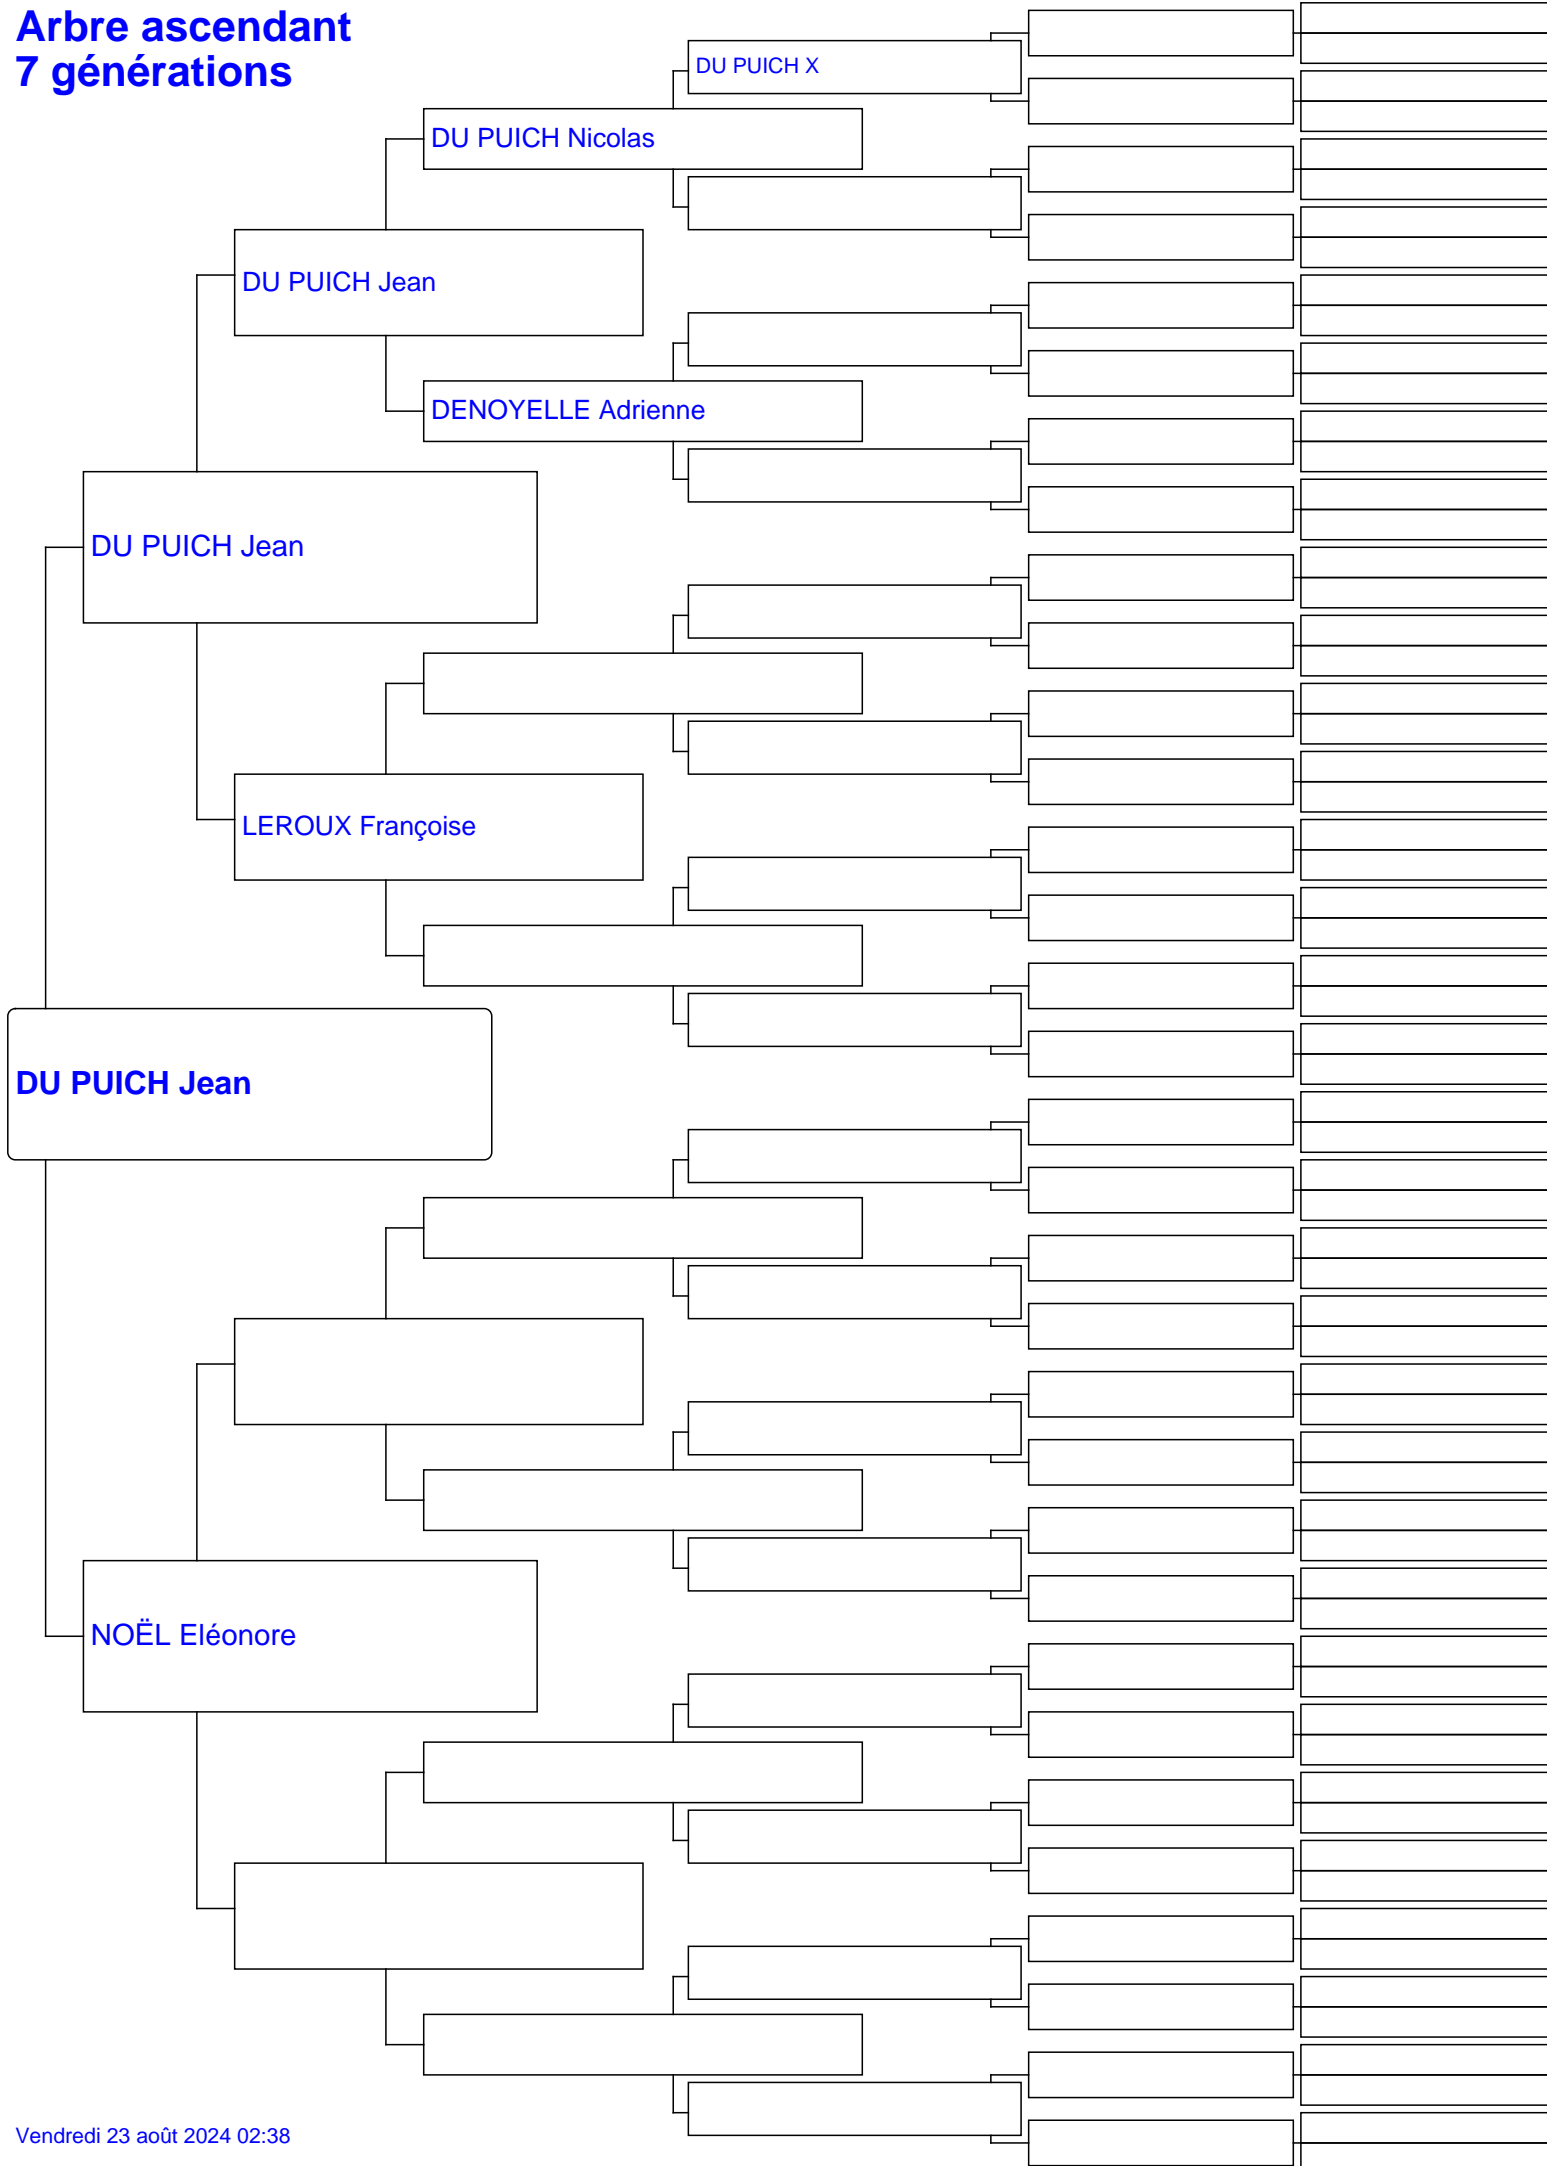 Arbre ascendant
7 générations
DU PUICH X
DU PUICH Nicolas
DU PUICH Jean
DENOYELLE Adrienne
DU PUICH Jean
LEROUX Françoise
DU PUICH Jean
NOËL Eléonore
Vendredi 23 août 2024 02:38